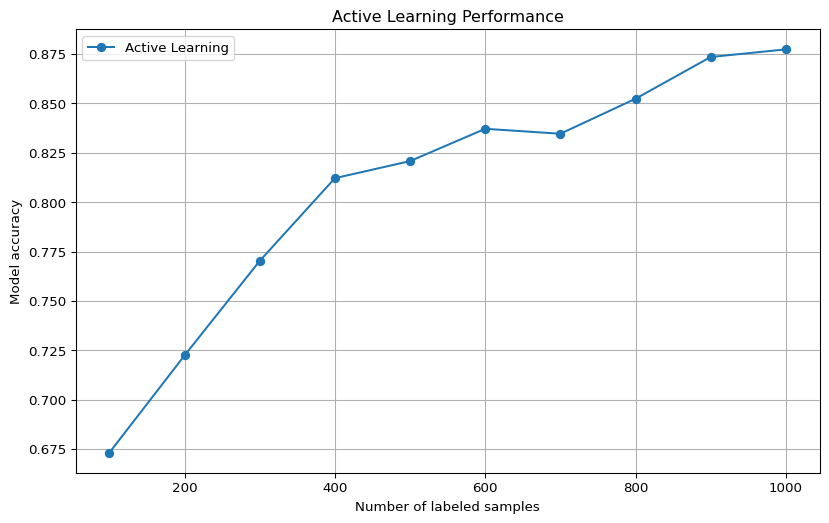 Active Learning Performance
Active Learning
0.875
0.850
0.825
0.800
0.775
0.750
0.725
0.700
0.675
Model accuracy
200 400 600 800 1000
Number of labeled samples